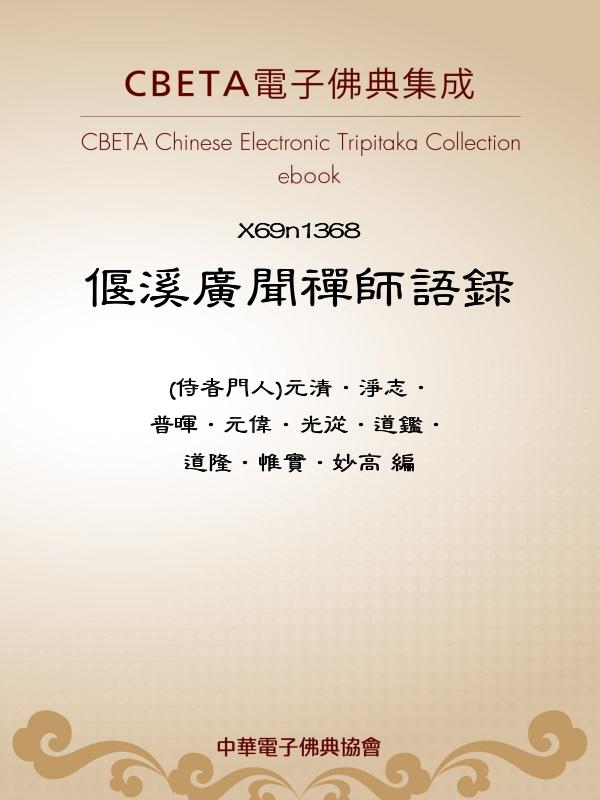 CBETA電子佛典集成
CBETA Chinese Electronic Tripitaka Collection
ebook
X69n1368
偃溪廣聞禪師語錄
(侍者門人)元清．淨志．
普暉．元偉．光從．道鑑．
道隆．惟實．妙高 編
中華電子佛典協會